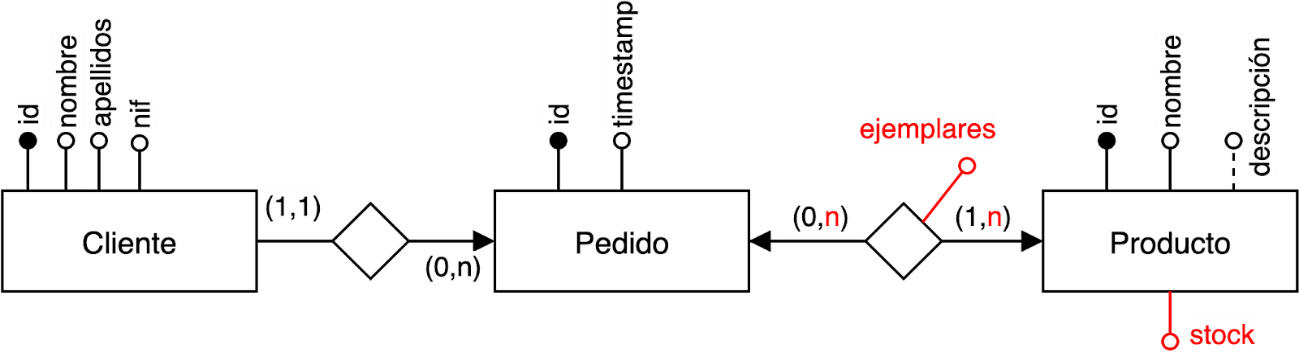 id
nombre
apellidos
nif
id
timestamp
ejemplares
id
nombre
descripción
(1,1)
(0,n)
(0,n)
(1,n)
Cliente
Pedido
Producto
stock